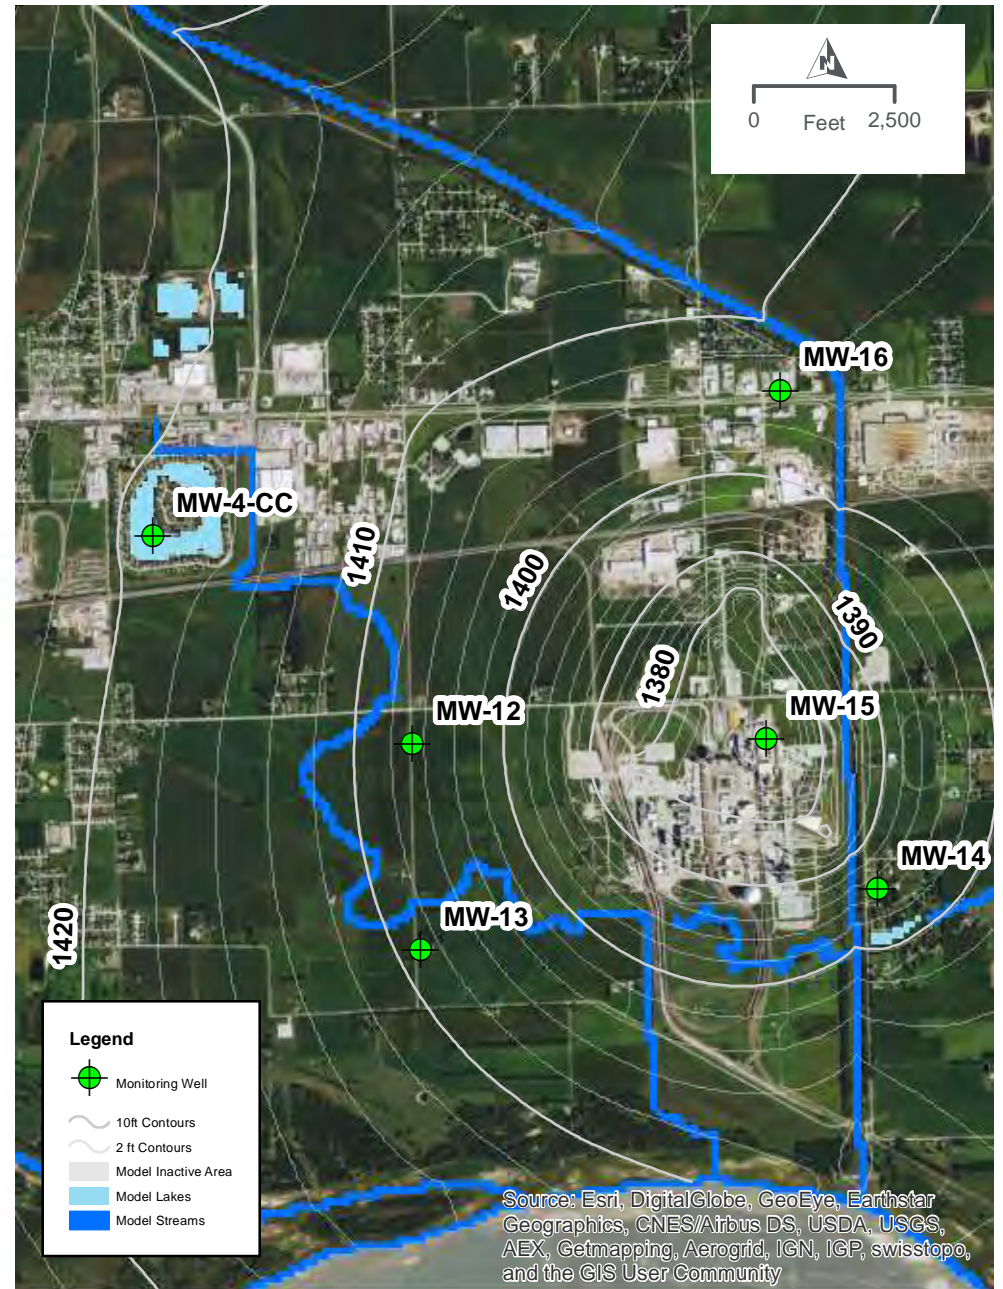 N
0 Feet 2,500
MW-16
MW-4-CC
1410
1400
1390
1380
MW-12
MW-15
MW-14
MW-13
1420
Legend
Monitoring Well
10ft Contours
2 ft Contours
Model Inactive Area
Model Lakes
Model Streams
Source: Esri, DigitalGlobe, GeoEye, Earthstar
Geographics, CNES/Airbus DS, USDA, USGS,
AEX, Getmapping, Aerogrid, IGN, IGP, swisstopo,
and the GIS User Community